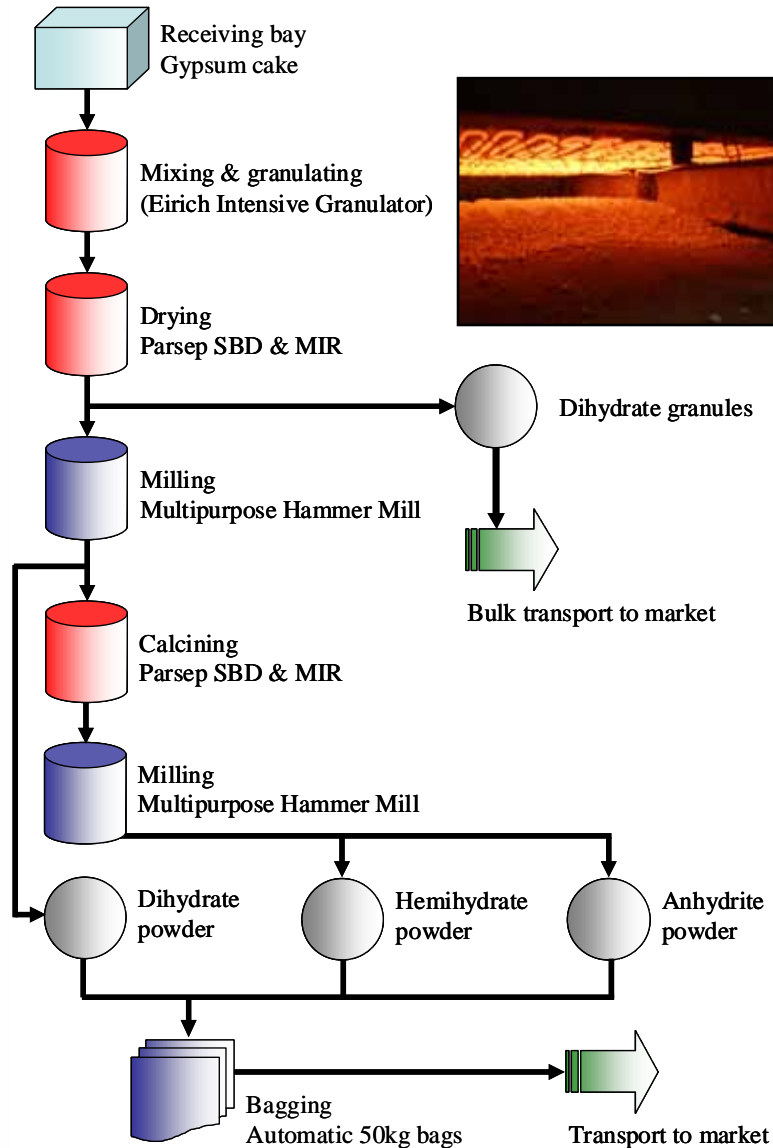 Receiving bay
Gypsum cake
Mixing & granulating
(Eirich Intensive Granulator)
Drying
Parsep SBD & MIR
Dihydrate granules
Milling
Multipurpose Hammer Mill
Bulk transport to market
Calcining
Parsep SBD & MIR
Milling
Multipurpose Hammer Mill
Dihydrate
powder
Hemihydrate
powder
Anhydrite
powder
Bagging
Automatic 50kg bags
Transport to market